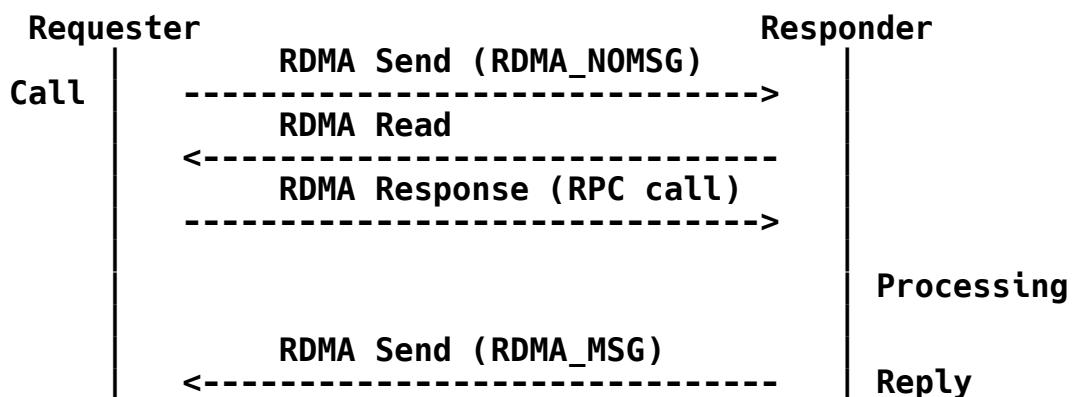 Requester Responder
RDMA Send (RDMA_NOMSG)
Call ------------------------------>
RDMA Read
<------------------------------
RDMA Response (RPC call)
------------------------------>
Processing
RDMA Send (RDMA_MSG)
<------------------------------ Reply